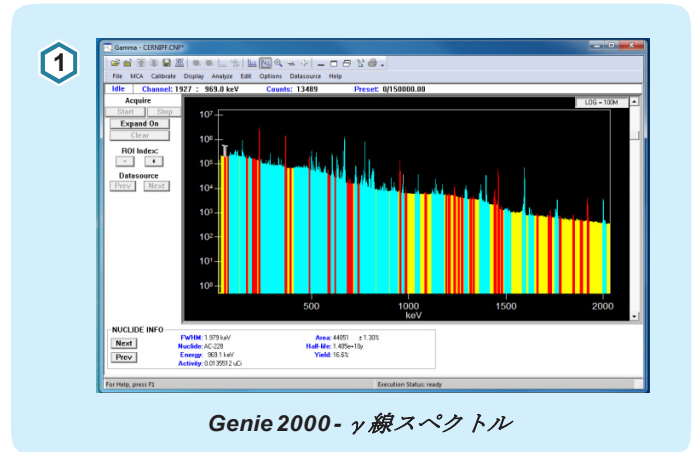 1
Gamma - CERNIPF.CNF*
File MCA Calibrate Display Analyze Edit Options Datasource Help
Idle Channel: 1927 : 969.0 keV Counts: 13489 Preset: 0/150000.00
Acquire
Start Stop
Expand On
Clear
ROI Index:
- +
Datasource
Prev Next
LOG = 100M
10⁷
10⁶
10⁵
10⁴
10³
10²
10¹
10⁰
500 1000 1500 2000
keV
NUCLIDE INFO
Next
Prev
FWHM: 1.979 keV Area: 44051 ± 1.30%
Nuclide: AC-228 Half-life: 1.405e+10y
Energy: 969.1 keV Yield: 16.6%
Activity: 0.0135512 uCi
For Help, press F1 Execution Status: ready
Genie 2000 - γ線スペクトル